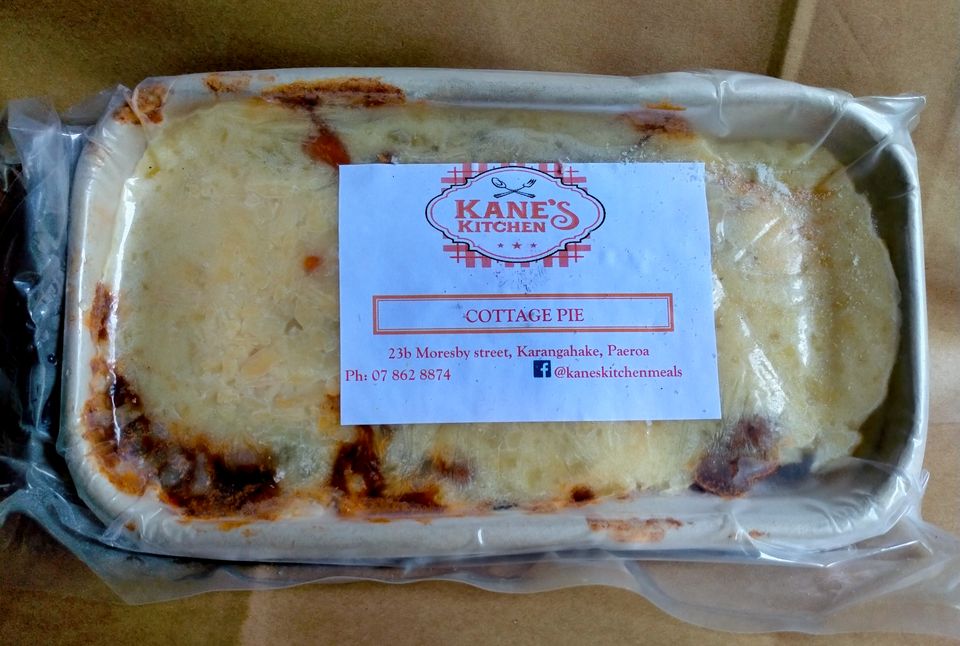 KANE'S
KITCHEN
COTTAGE PIE
23b Moresby street, Karangahake, Paeroa
Ph: 07 862 8874 f @kaneskitchenmeals